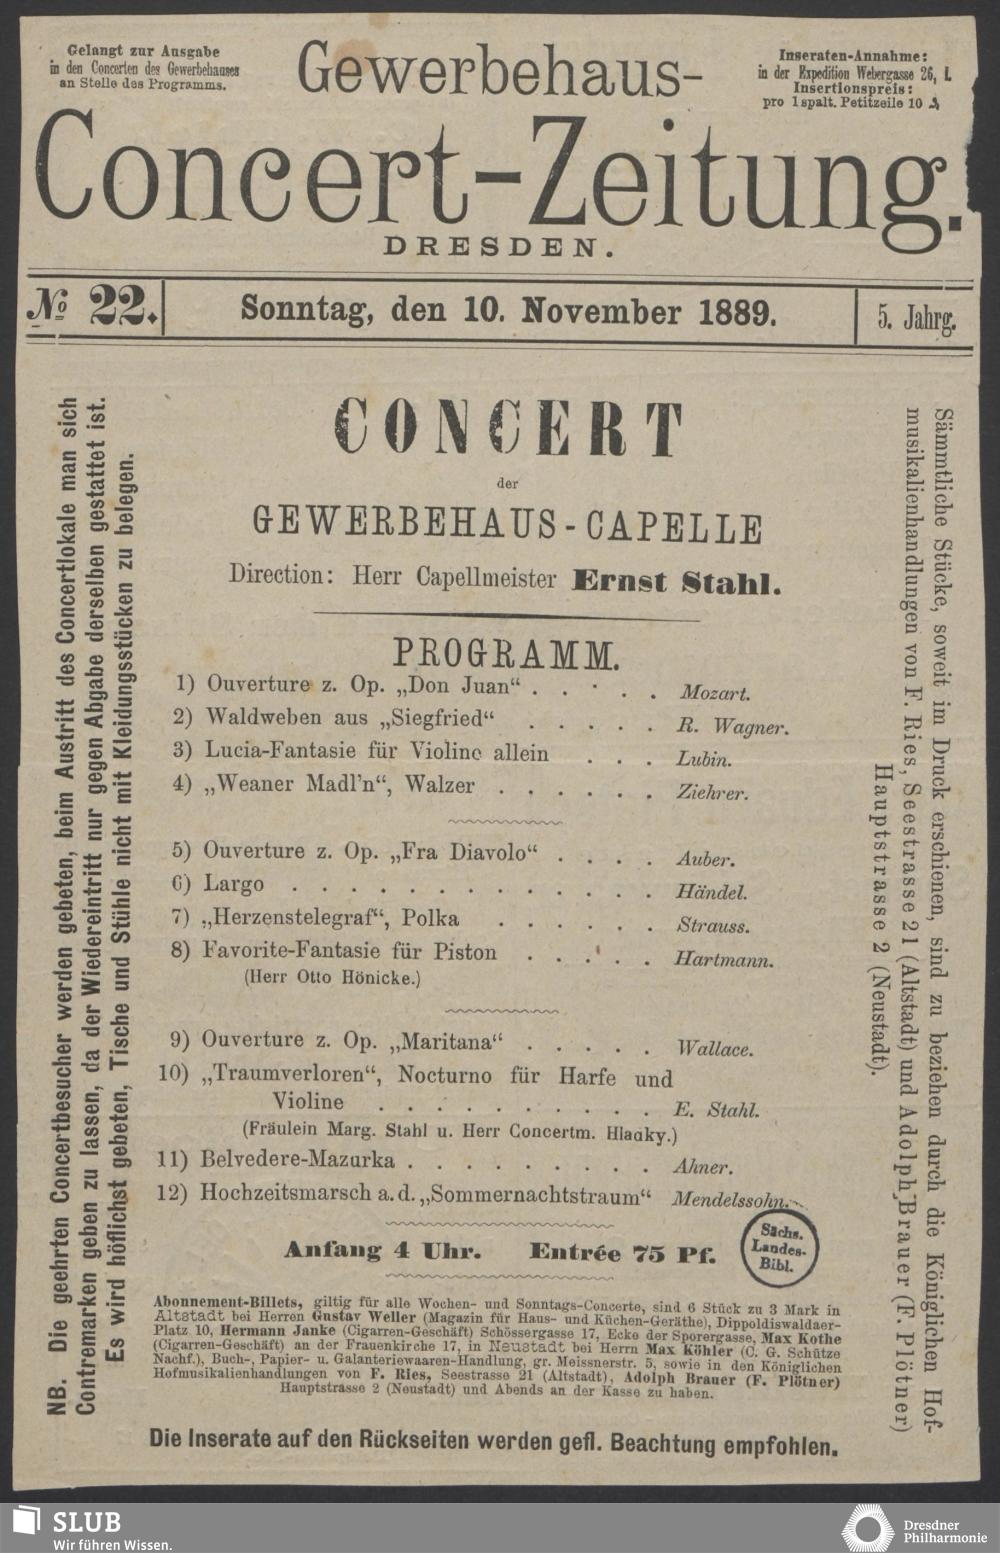 Gelangt zur Ausgabe
in den Concerten des Gewerbehauses
an Stelle des Programms.
Gewerbehaus-
Inseraten-Annahme:
in der Expedition Webergasse 26, I.
Insertionspreis:
pro 1spalt. Petitzeile 10 ₰
Concert-Zeitung.
DRESDEN.
No 22.
Sonntag, den 10. November 1889.
5. Jahrg.
NB. Die geehrten Concertbesucher werden gebeten, beim Austritt des Concertlokale man sich
Contremarken geben zu lassen, da der Wiedereintritt nur gegen Abgabe derselben gestattet ist.
Es wird höflichst gebeten, Tische und Stühle nicht mit Kleidungsstücken zu belegen.
CONCERT
der
GEWERBEHAUS-CAPELLE
Direction: Herr Capellmeister Ernst Stahl.
PROGRAMM.
1) Ouverture z. Op. „Don Juan“ . . . . . Mozart.
2) Waldweben aus „Siegfried“ . . . . . R. Wagner.
3) Lucia-Fantasie für Violine allein . . . Lubin.
4) „Weaner Madl’n“, Walzer . . . . . . Ziehrer.
5) Ouverture z. Op. „Fra Diavolo“ . . . . Auber.
6) Largo . . . . . . . . . . . . . Händel.
7) „Herzenstelegraf“, Polka . . . . . . Strauss.
8) Favorite-Fantasie für Piston . . . . . Hartmann.
(Herr Otto Hönicke.)
9) Ouverture z. Op. „Maritana“ . . . . . Wallace.
10) „Traumverloren“, Nocturno für Harfe und
Violine . . . . . . . . . . E. Stahl.
(Fräulein Marg. Stahl u. Herr Concertm. Hlaaky.)
11) Belvedere-Mazurka . . . . . . . . . Ahner.
12) Hochzeitsmarsch a. d. „Sommernachtstraum“ Mendelssohn.
Anfang 4 Uhr. Entrée 75 Pf.
Sächs.
Landes-
Bibl.
Abonnement-Billets, giltig für alle Wochen- und Sonntags-Concerte, sind 6 Stück zu 3 Mark in
Altstadt bei Herren Gustav Weller (Magazin für Haus- und Küchen-Geräthe), Dippoldiswaldaer-
Platz 10, Hermann Janke (Cigarren-Geschäft) Schössergasse 17, Ecke der Sporergasse, Max Kothe
(Cigarren-Geschäft) an der Frauenkirche 17, in Neustadt bei Herrn Max Köhler (C. G. Schütze
Nachf.), Buch-, Papier- u. Galanteriewaaren-Handlung, gr. Meissnerstr. 5, sowie in den Königlichen
Hofmusikalienhandlungen von F. Ries, Seestrasse 21 (Altstadt), Adolph Brauer (F. Plötner)
Hauptstrasse 2 (Neustadt) und Abends an der Kasse zu haben.
Sämmtliche Stücke, soweit im Druck erschienen, sind zu beziehen durch die Königlichen Hof-
musikalienhandlungen von F. Ries, Seestrasse 21 (Altstadt) und Adolph Brauer (F. Plötner)
Hauptstrasse 2 (Neustadt).
Die Inserate auf den Rückseiten werden gefl. Beachtung empfohlen.
SLUB
Wir führen Wissen.
Dresdner
Philharmonie